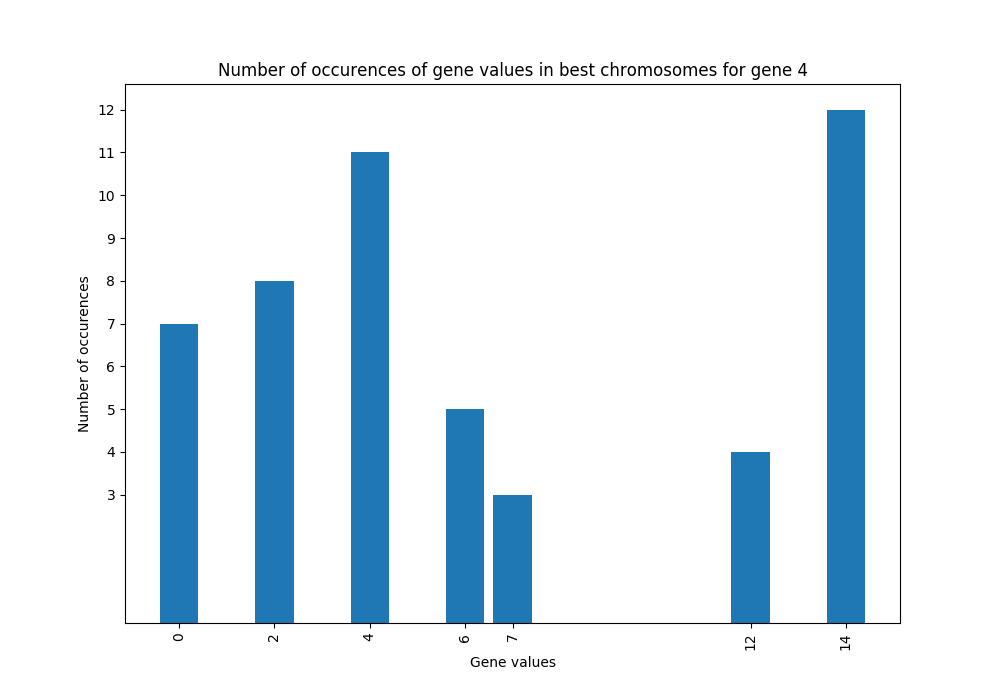 Number of occurences of gene values in best chromosomes for gene 4
12
11
10
9
8
7
6
5
4
3
Number of occurences
0 2 4 6 7 12 14
Gene values